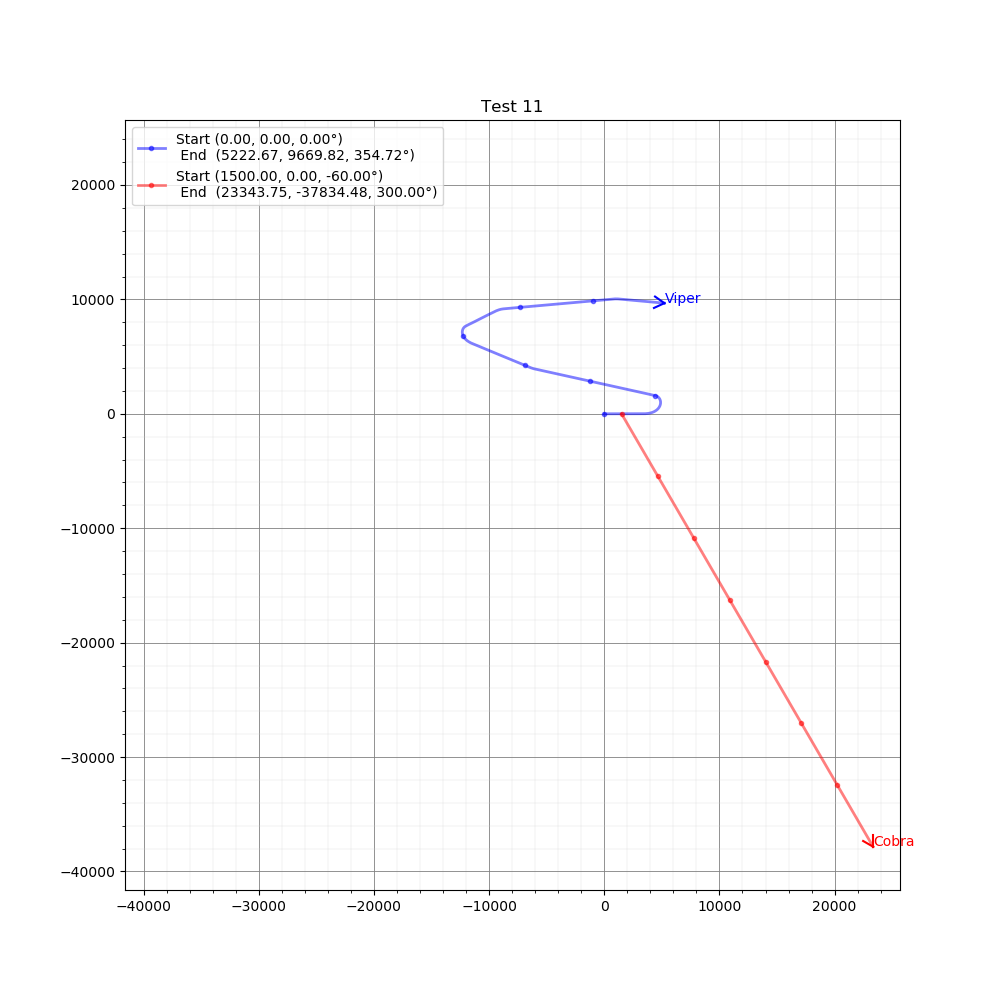 Test 11
Start (0.00, 0.00, 0.00°)
End  (5222.67, 9669.82, 354.72°)
Start (1500.00, 0.00, -60.00°)
End  (23343.75, -37834.48, 300.00°)
20000
10000
0
−10000
−20000
−30000
−40000
Viper
Cobra
−40000 −30000 −20000 −10000 0 10000 20000